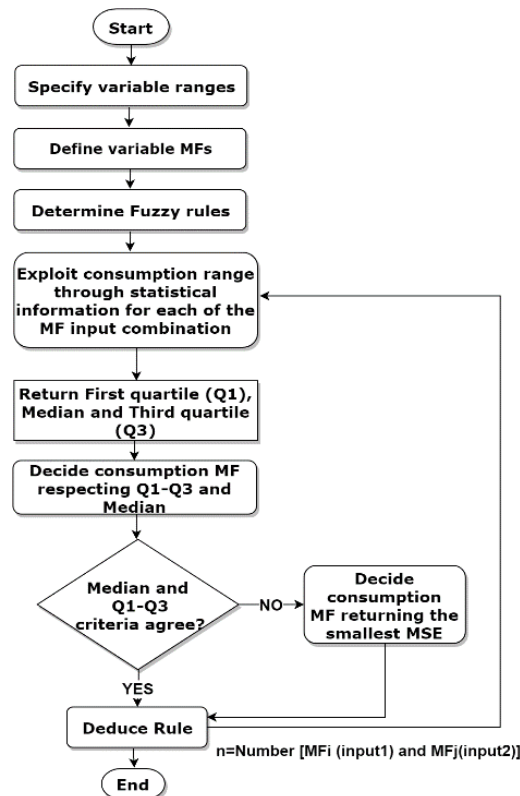 Start
Specify variable ranges
Define variable MFs
Determine Fuzzy rules
Exploit consumption range
through statistical
information for each of the
MF input combination
Return First quartile (Q1),
Median and Third quartile
(Q3)
Decide consumption MF
respecting Q1-Q3 and
Median
Median and
Q1-Q3
criteria agree?
NO
Decide
consumption
MF returning the
smallest MSE
YES
Deduce Rule
n=Number [MFi (input1) and MFj(input2)]
End